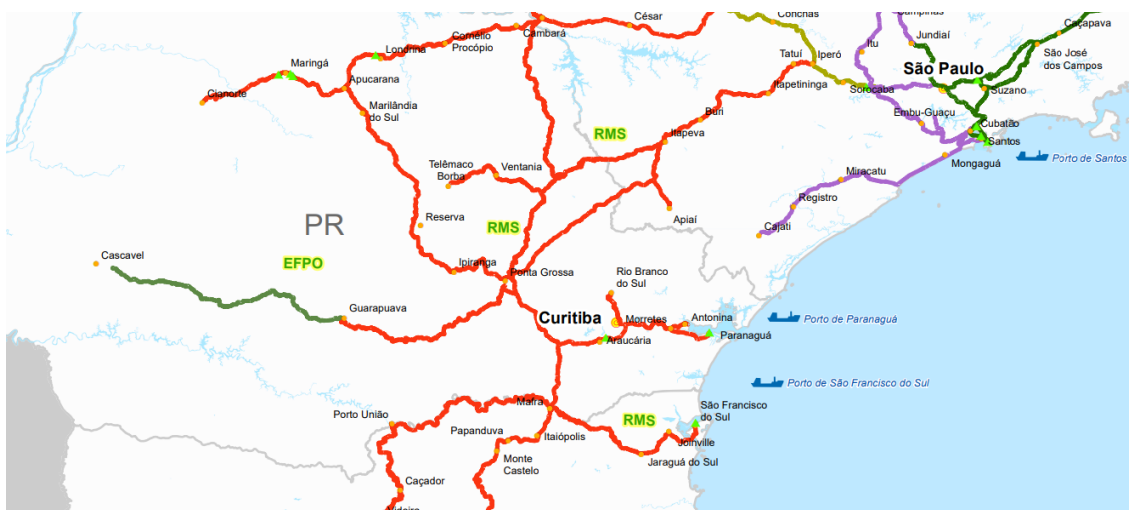 Campinas
Conchas
César
Caçapava
Cambará
Cornélio
Procópio
Jundiaí
Itu
Tatuí
Iperó
São José
dos Campos
Londrina
Maringá
São Paulo
Apucarana
Itapetininga
Sorocaba
Suzano
Cianorte
Marilândia
do Sul
Buri
Embu-Guaçu
Cubatão
RMS
Itapeva
Santos
Porto de Santos
Mongaguá
Telêmaco
Borba
Ventania
Miracatu
Registro
Reserva
PR
RMS
Apiaí
Cajati
Cascavel
EFPO
Ipiranga
Ponta Grossa
Rio Branco
do Sul
Guarapuava
Curitiba
Morretes
Antonina
Porto de Paranaguá
Araucária
Paranaguá
Porto de São Francisco do Sul
Mafra
São Francisco
do Sul
Porto União
RMS
Papanduva
Itaiópolis
Joinville
Monte
Castelo
Jaraguá do Sul
Caçador
Videira